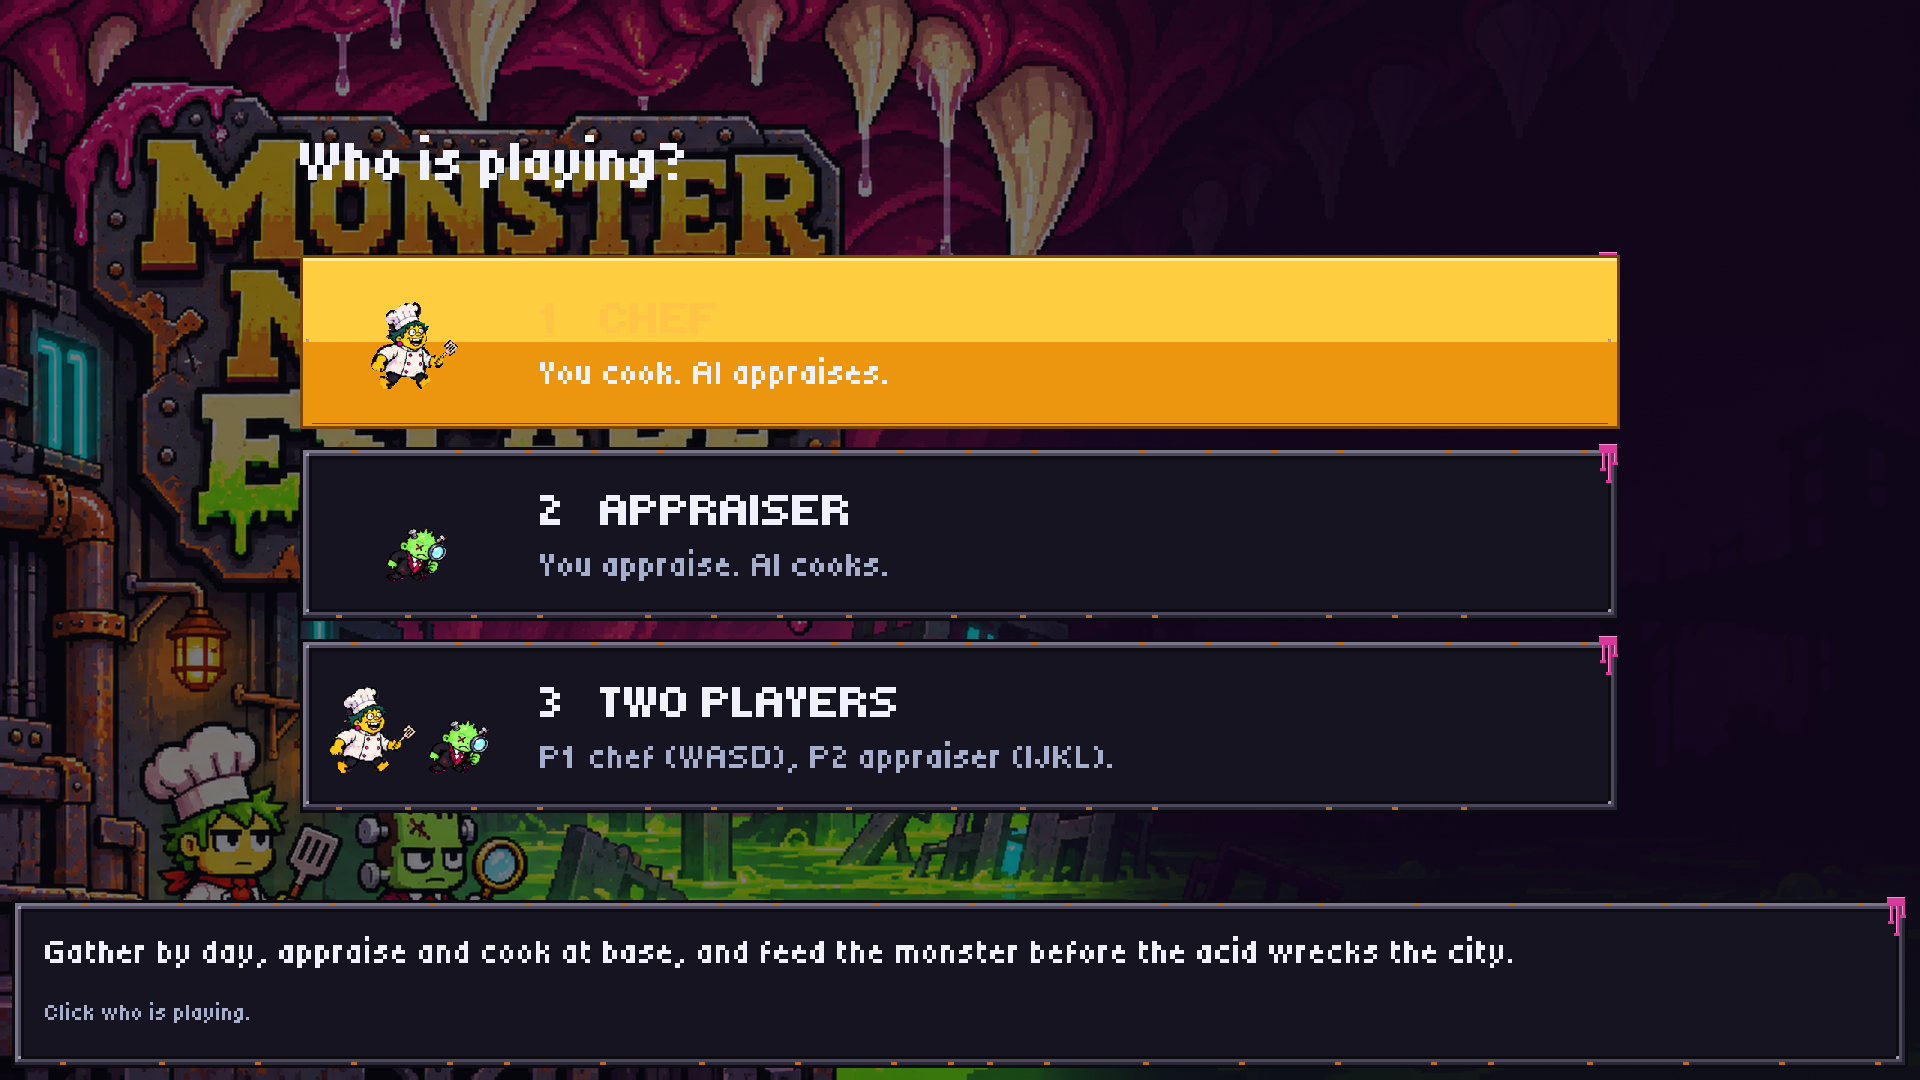 MONSTER
Who is playing?
1 CHEF
You cook. AI appraises.
2 APPRAISER
You appraise. AI cooks.
3 TWO PLAYERS
P1 chef (WASD), P2 appraiser (IJKL).
Gather by day, appraise and cook at base, and feed the monster before the acid wrecks the city.
Click who is playing.